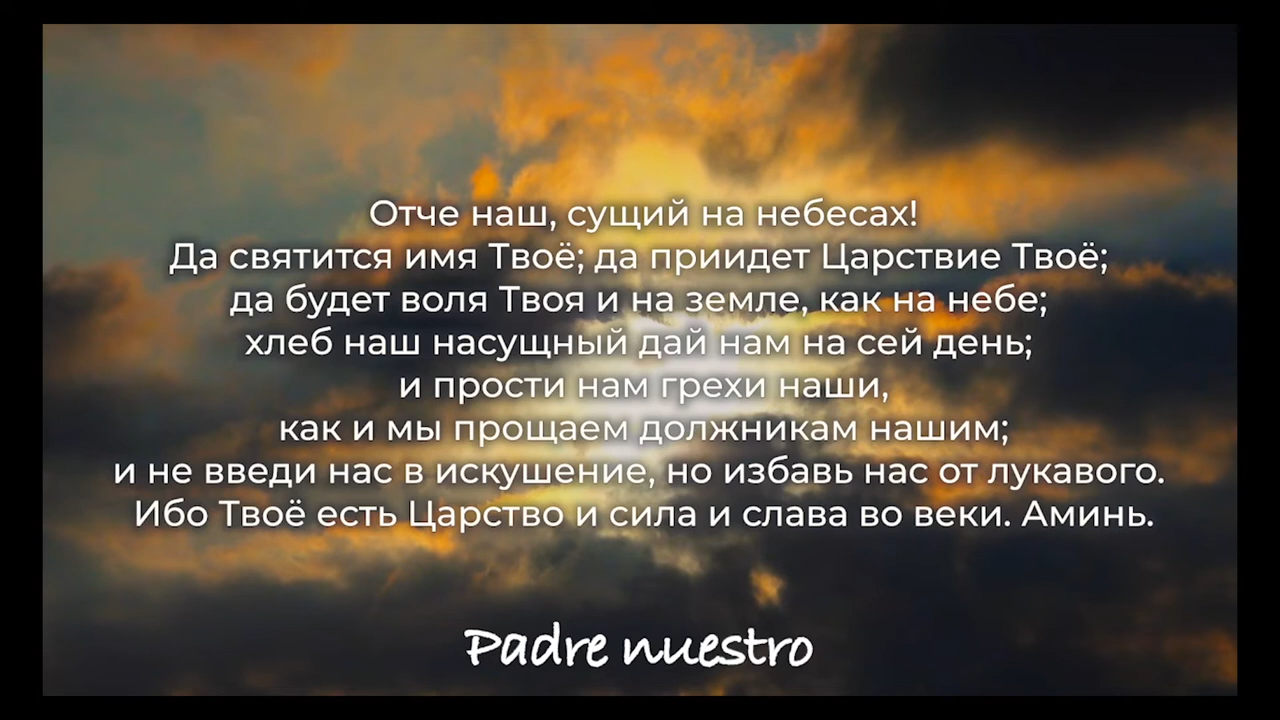 Отче наш, сущий на небесах!
Да святится имя Твоё; да приидет Царствие Твоё;
да будет воля Твоя и на земле, как на небе;
хлеб наш насущный дай нам на сей день;
и прости нам грехи наши,
как и мы прощаем должникам нашим;
и не введи нас в искушение, но избавь нас от лукавого.
Ибо Твоё есть Царство и сила и слава во веки. Аминь.
Padre nuestro